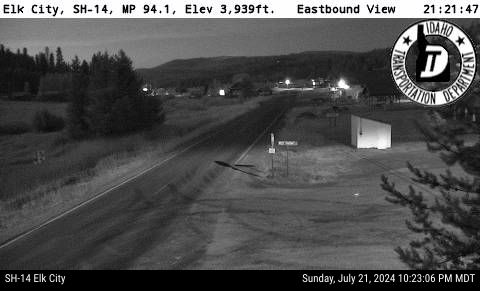 Elk City, SH-14, MP 94.1, Elev 3,939ft.   Eastbound View   21:21:47
IDAHO
TRANSPORTATION DEPARTMENT
SH-14 Elk City
Sunday, July 21, 2024 10:23:06 PM MDT